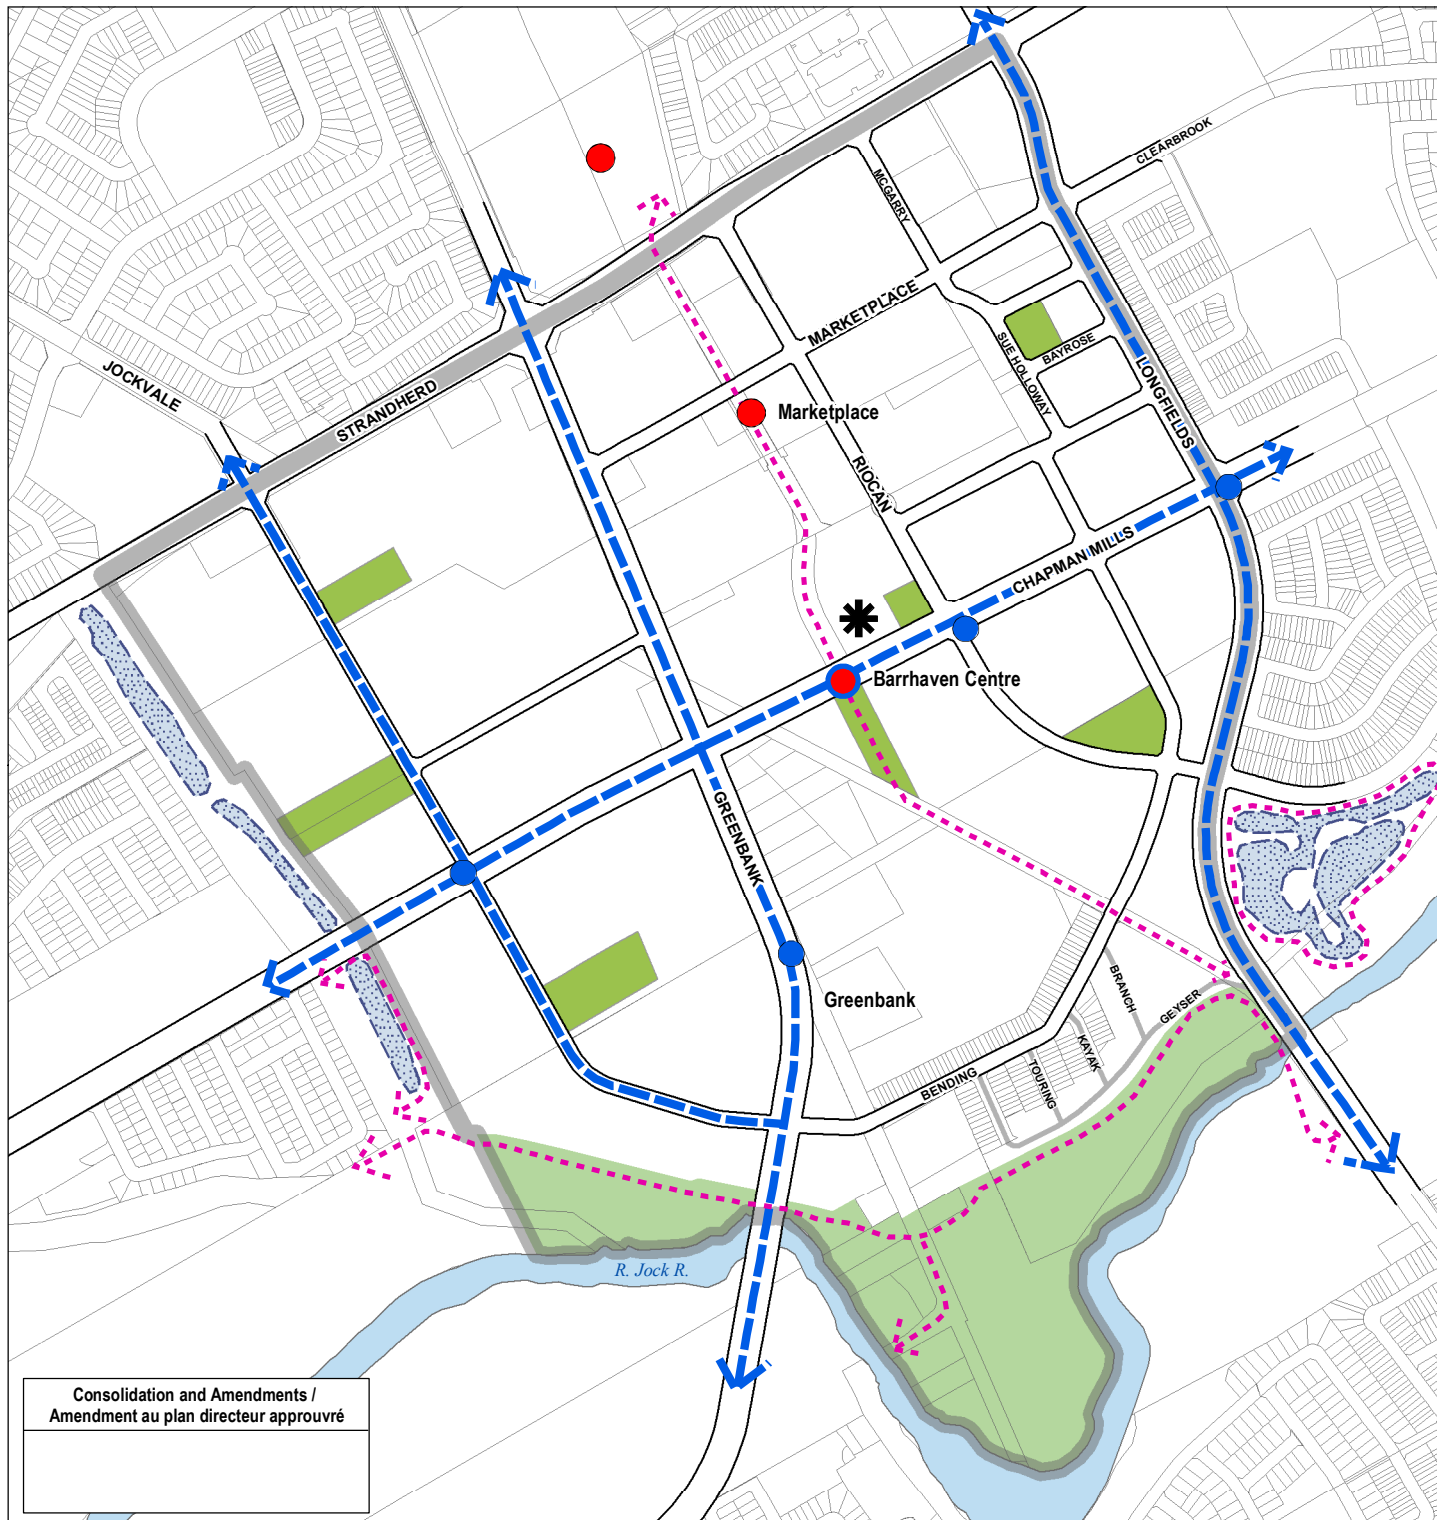 CLEARBROOK
MCGARRY
MARKETPLACE
SUE HOLLOWAY
BAYROSE
LONGFIELDS
JOCKVALE
STRANDHERD
Marketplace
RIOCAN
CHAPMAN MILLS
Barrhaven Centre
GREENBANK
Greenbank
BRANCH
GEYSER
KAYAK
TOURING
BENDING
R. Jock R.
Consolidation and Amendments /
Amendment au plan directeur approuvré